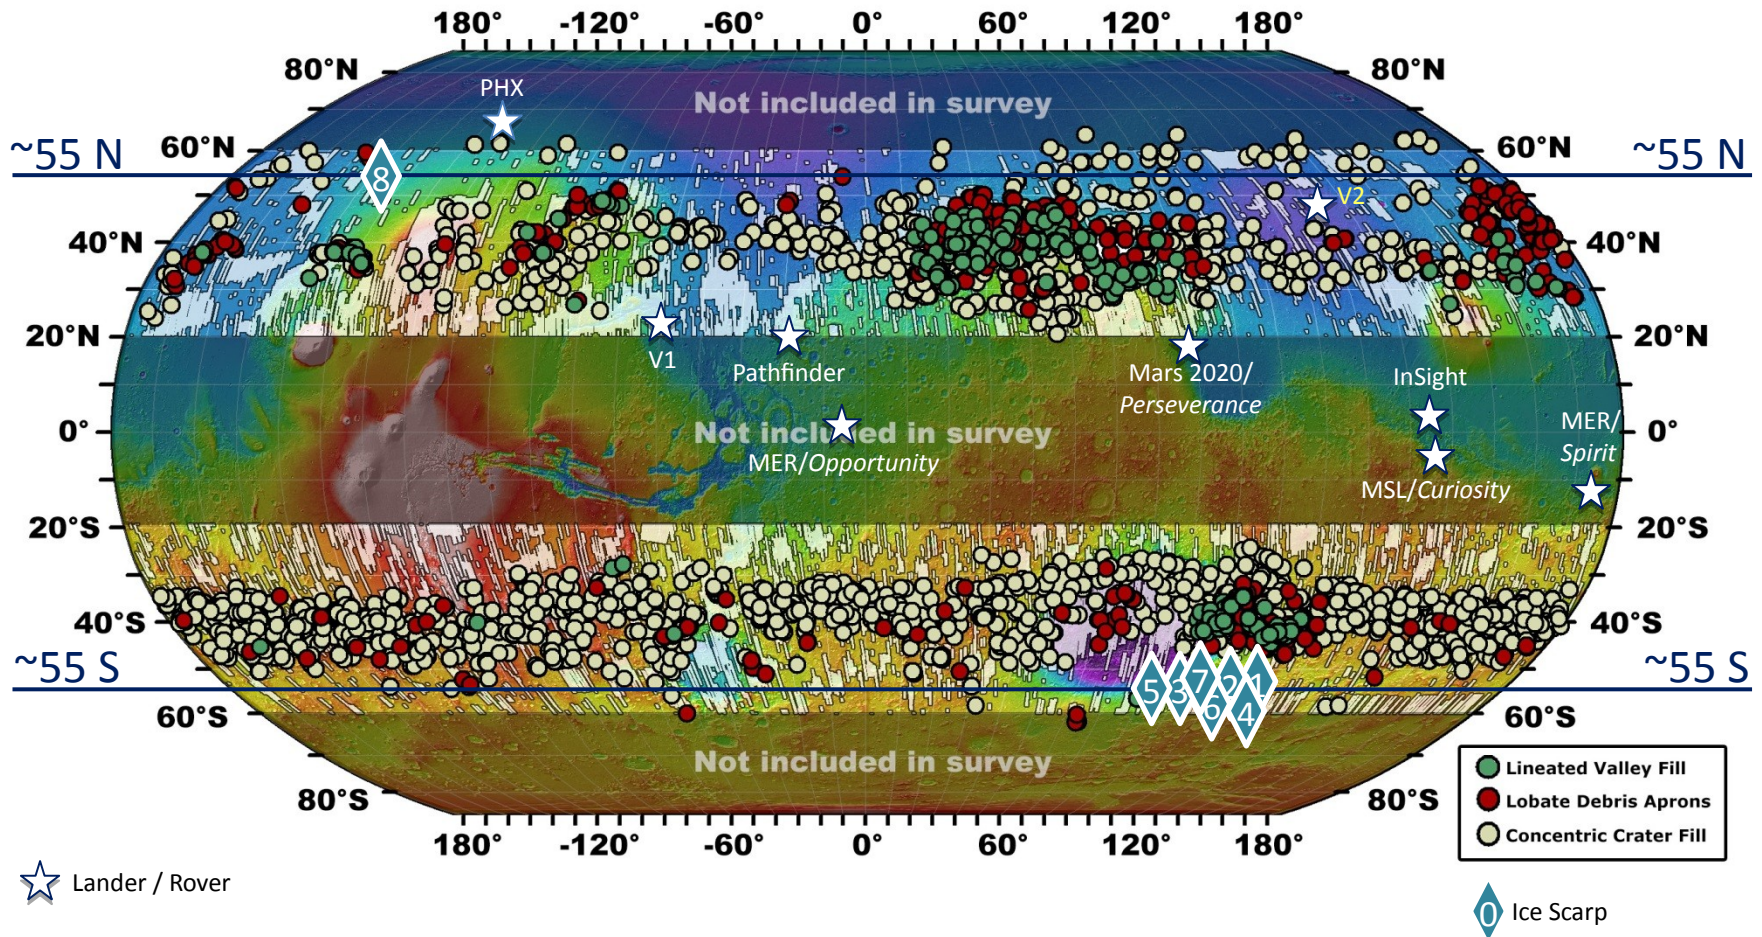 180° -120° -60° 0° 60° 120° 180°
80°N 80°N
PHX
Not included in survey
~55 N 60°N 60°N ~55 N
8
V2
40°N 40°N
20°N 20°N
V1
Pathfinder
Mars 2020/
Perseverance
InSight
MER/
Spirit
0° Not included in survey 0°
MER/Opportunity
MSL/Curiosity
20°S 20°S
40°S 40°S
~55 S ~55 S
5 3 7 6 2 4 1
60°S 60°S
Not included in survey
80°S 80°S
180° -120° -60° 0° 60° 120° 180°
Lineated Valley Fill
Lobate Debris Aprons
Concentric Crater Fill
Lander / Rover
0 Ice Scarp